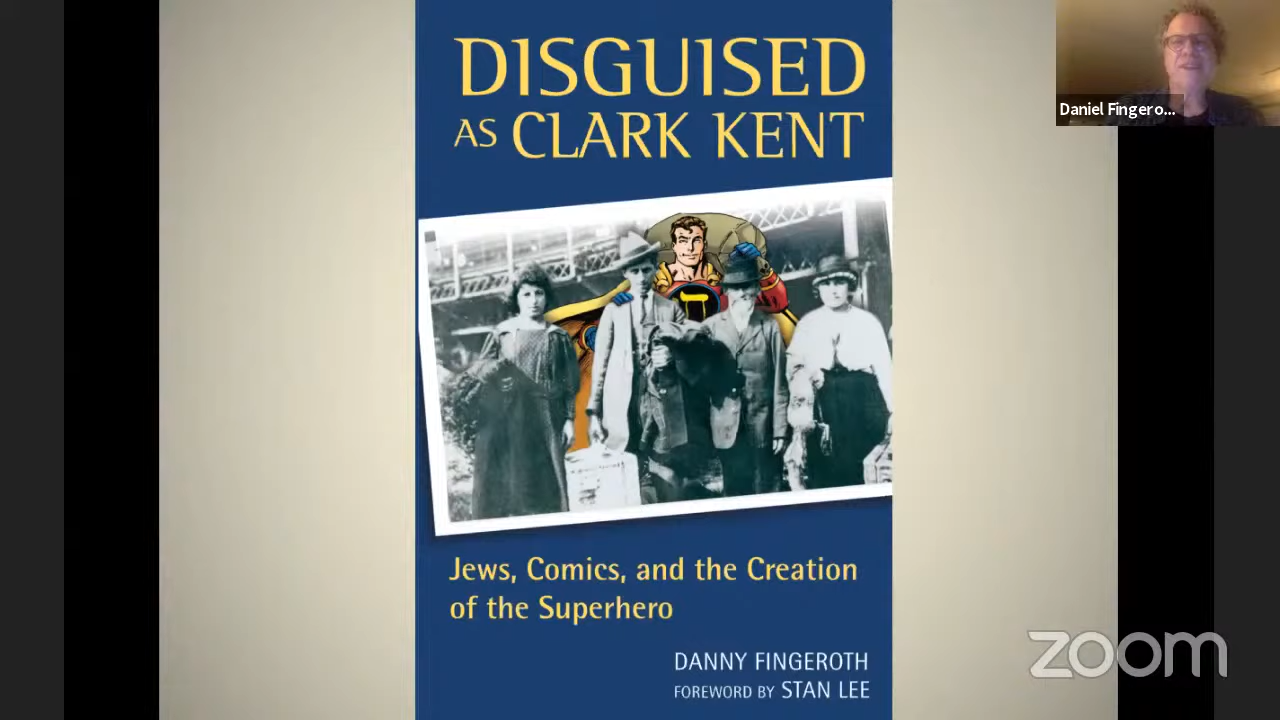 DISGUISED
AS CLARK KENT
Daniel Fingero...
Jews, Comics, and the Creation
of the Superhero
DANNY FINGEROTH
FOREWORD BY STAN LEE
zoom